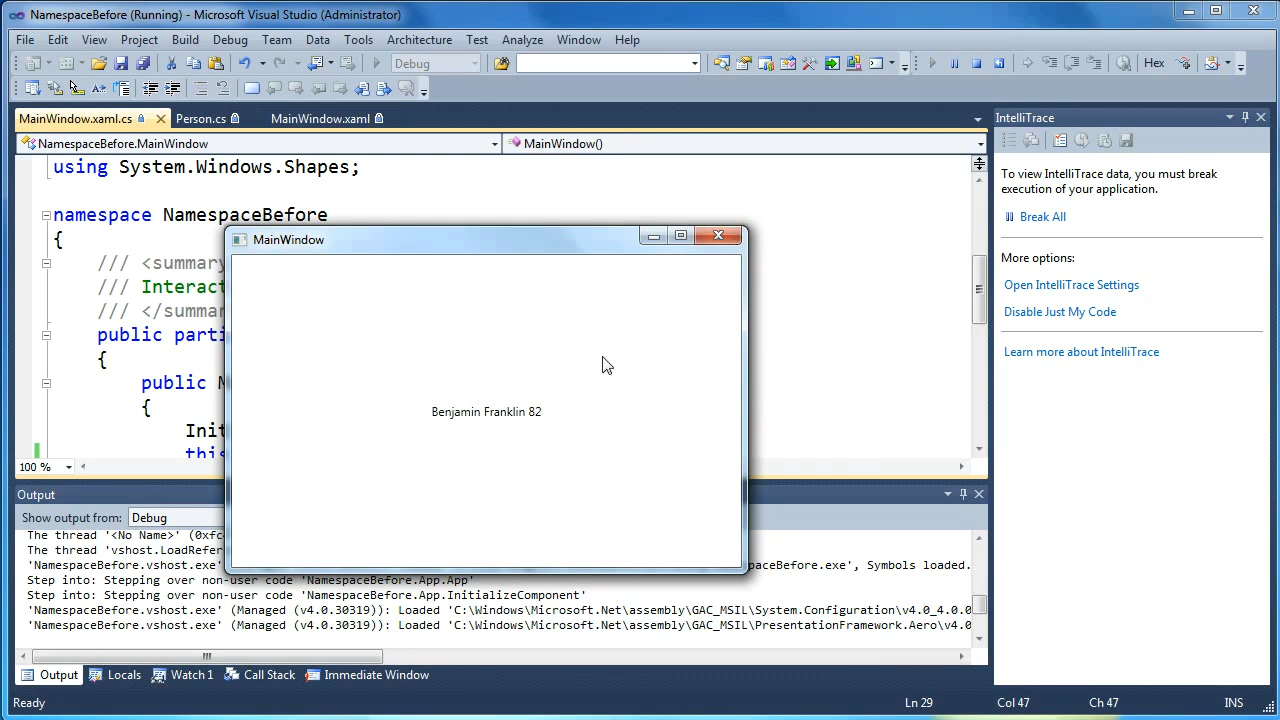 NamespaceBefore (Running) - Microsoft Visual Studio (Administrator)
File Edit View Project Build Debug Team Data Tools Architecture Test Analyze Window Help
Debug
Hex
MainWindow.xaml.cs Person.cs MainWindow.xaml
NamespaceBefore.MainWindow MainWindow()
using System.Windows.Shapes;
namespace NamespaceBefore
{
/// <summary
/// Interact
/// </summar
public parti
{
public M
{
Init
this
100 %
MainWindow
Benjamin Franklin 82
IntelliTrace
To view IntelliTrace data, you must break
execution of your application.
Break All
More options:
Open IntelliTrace Settings
Disable Just My Code
Learn more about IntelliTrace
Output
Show output from: Debug
The thread '<No Name>' (0xfc
The thread 'vshost.LoadRefer
'NamespaceBefore.vshost.exe' spaceBefore.exe', Symbols loaded.
Step into: Stepping over non-user code 'NamespaceBefore.App.App'
Step into: Stepping over non-user code 'NamespaceBefore.App.InitializeComponent'
'NamespaceBefore.vshost.exe' (Managed (v4.0.30319)): Loaded 'C:\Windows\Microsoft.Net\assembly\GAC_MSIL\System.Configuration\v4.0_4.0.0
'NamespaceBefore.vshost.exe' (Managed (v4.0.30319)): Loaded 'C:\Windows\Microsoft.Net\assembly\GAC_MSIL\PresentationFramework.Aero\v4.0
Output Locals Watch 1 Call Stack Immediate Window
Ready Ln 29 Col 47 Ch 47 INS